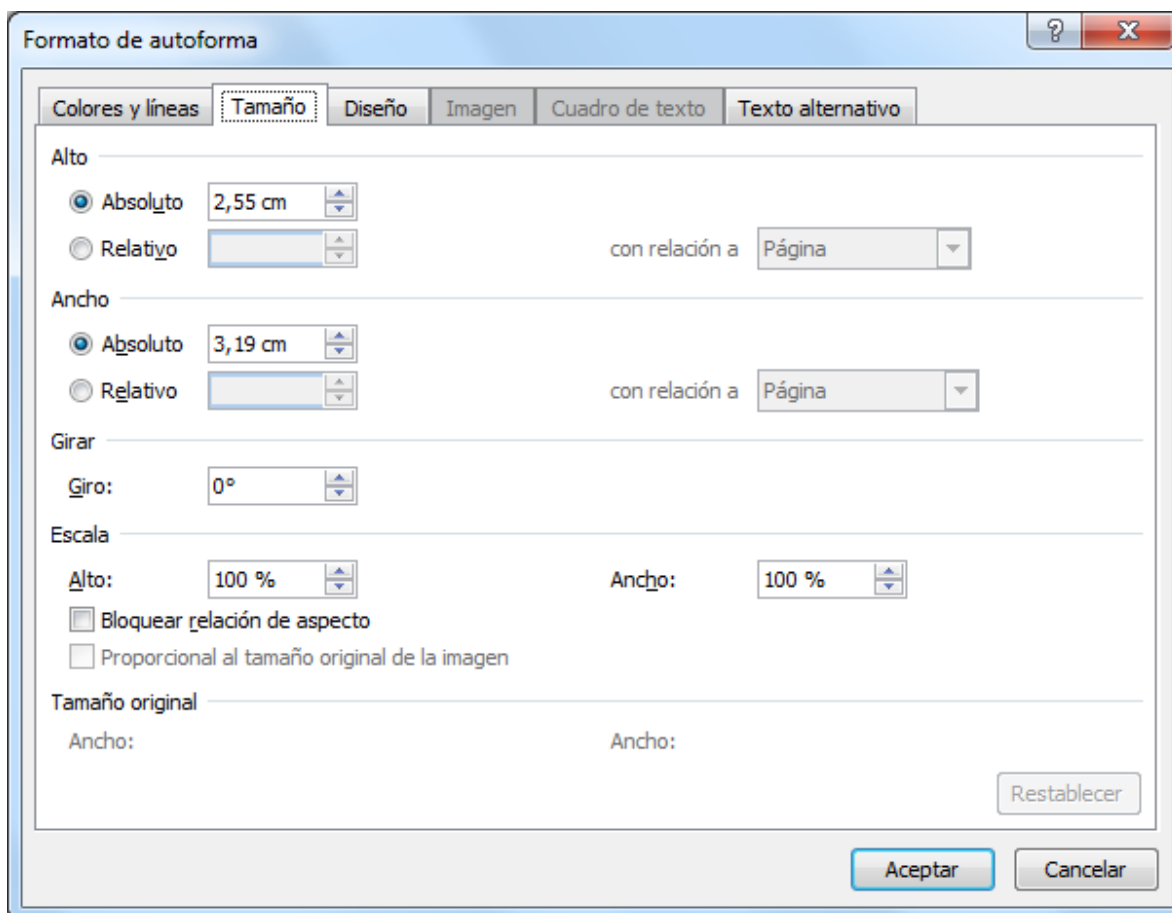 Formato de autoforma
Colores y líneas Tamaño Diseño Imagen Cuadro de texto Texto alternativo
Alto
Absoluto 2,55 cm
Relativo con relación a Página
Ancho
Absoluto 3,19 cm
Relativo con relación a Página
Girar
Giro: 0°
Escala
Alto: 100 % Ancho: 100 %
Bloquear relación de aspecto
Proporcional al tamaño original de la imagen
Tamaño original
Ancho: Ancho:
Restablecer
Aceptar Cancelar